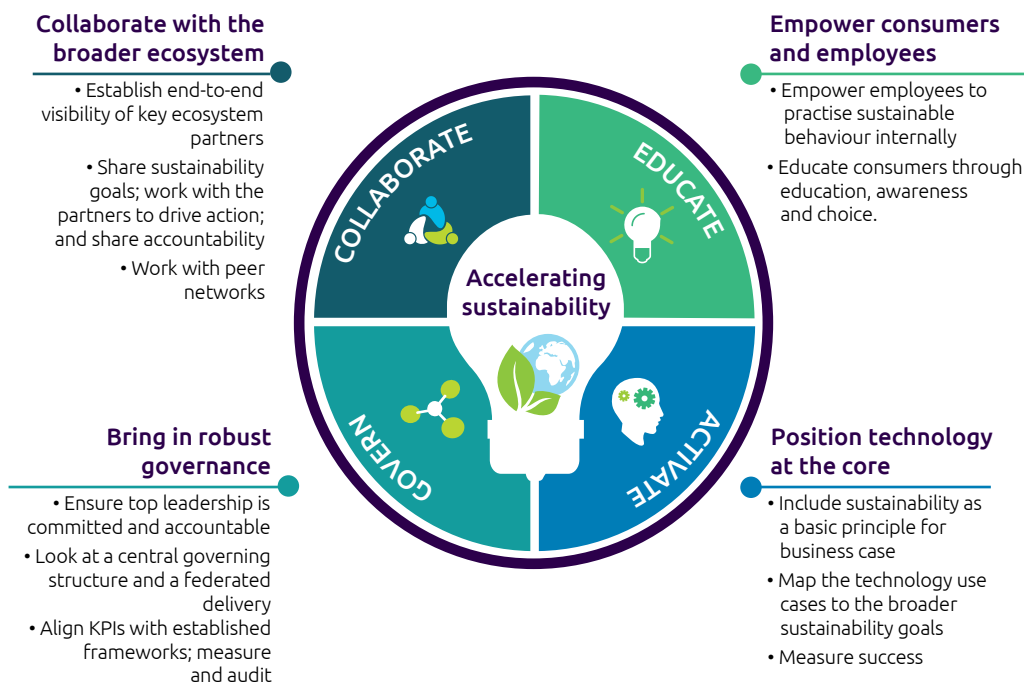 Collaborate with the
broader ecosystem
• Establish end-to-end
visibility of key ecosystem
partners
• Share sustainability
goals; work with the
partners to drive action;
and share accountability
• Work with peer
networks
Empower consumers
and employees
• Empower employees to
practise sustainable
behaviour internally
• Educate consumers through
education, awareness
and choice.
COLLABORATE
EDUCATE
Accelerating
sustainability
GOVERN
ACTIVATE
Bring in robust
governance
• Ensure top leadership is
committed and accountable
• Look at a central governing
structure and a federated
delivery
• Align KPIs with established
frameworks; measure
and audit
Position technology
at the core
• Include sustainability as
a basic principle for
business case
• Map the technology use
cases to the broader
sustainability goals
• Measure success